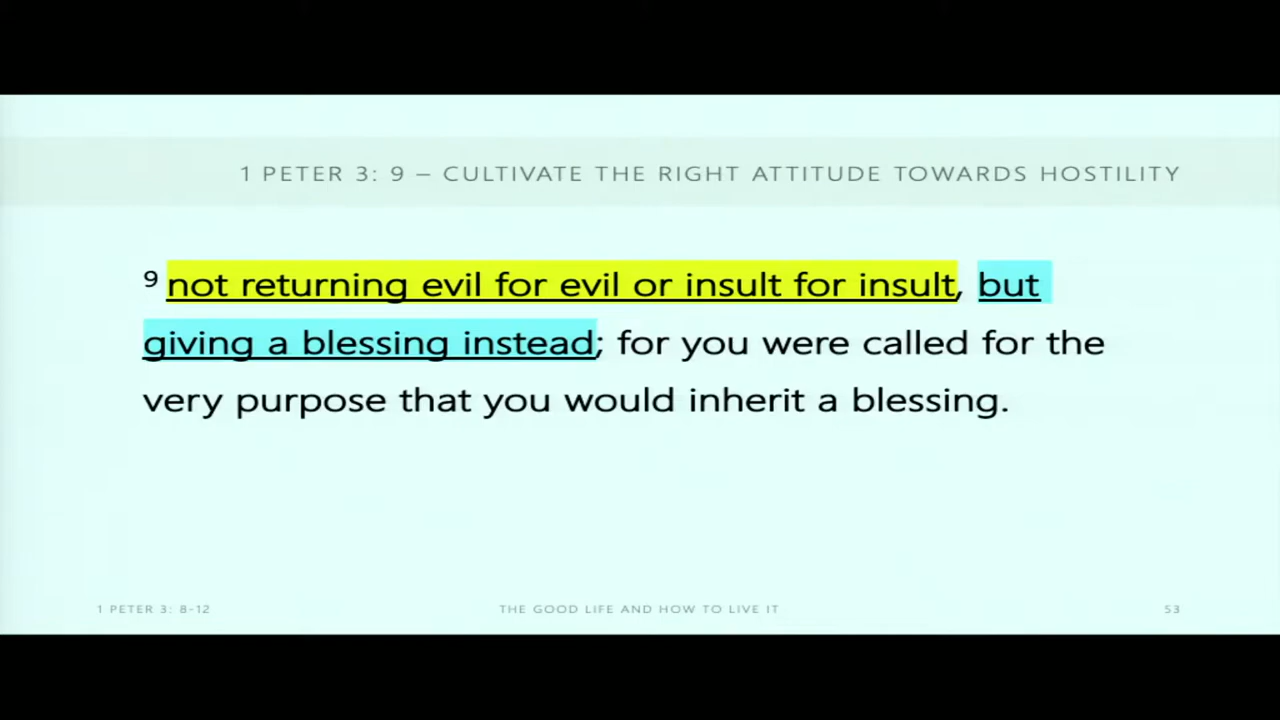 1 PETER 3: 9 – CULTIVATE THE RIGHT ATTITUDE TOWARDS HOSTILITY
9 not returning evil for evil or insult for insult, but
giving a blessing instead; for you were called for the
very purpose that you would inherit a blessing.
1 PETER 3: 8-12 THE GOOD LIFE AND HOW TO LIVE IT 53